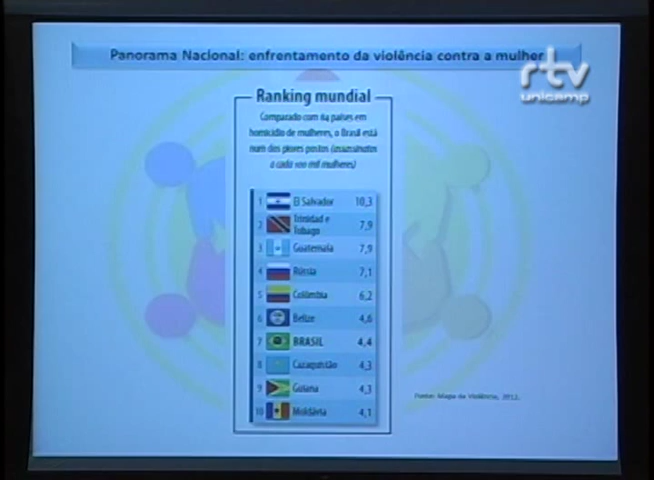 Panorama Nacional: enfrentamento da violência contra a mulher
rtv
unicamp
Ranking mundial
Comparado com 84 países em
homicídio de mulheres, o Brasil está
num dos piores postos (assassinatos
a cada 100 mil mulheres)
1 El Salvador 10,3
2 Trinidad e Tobago 7,9
3 Guatemala 7,9
4 Rússia 7,1
5 Colômbia 6,2
6 Belize 4,6
7 BRASIL 4,4
8 Cazaquistão 4,3
9 Guiana 4,3
10 Moldávia 4,1
Fonte: Mapa da Violência, 2012.